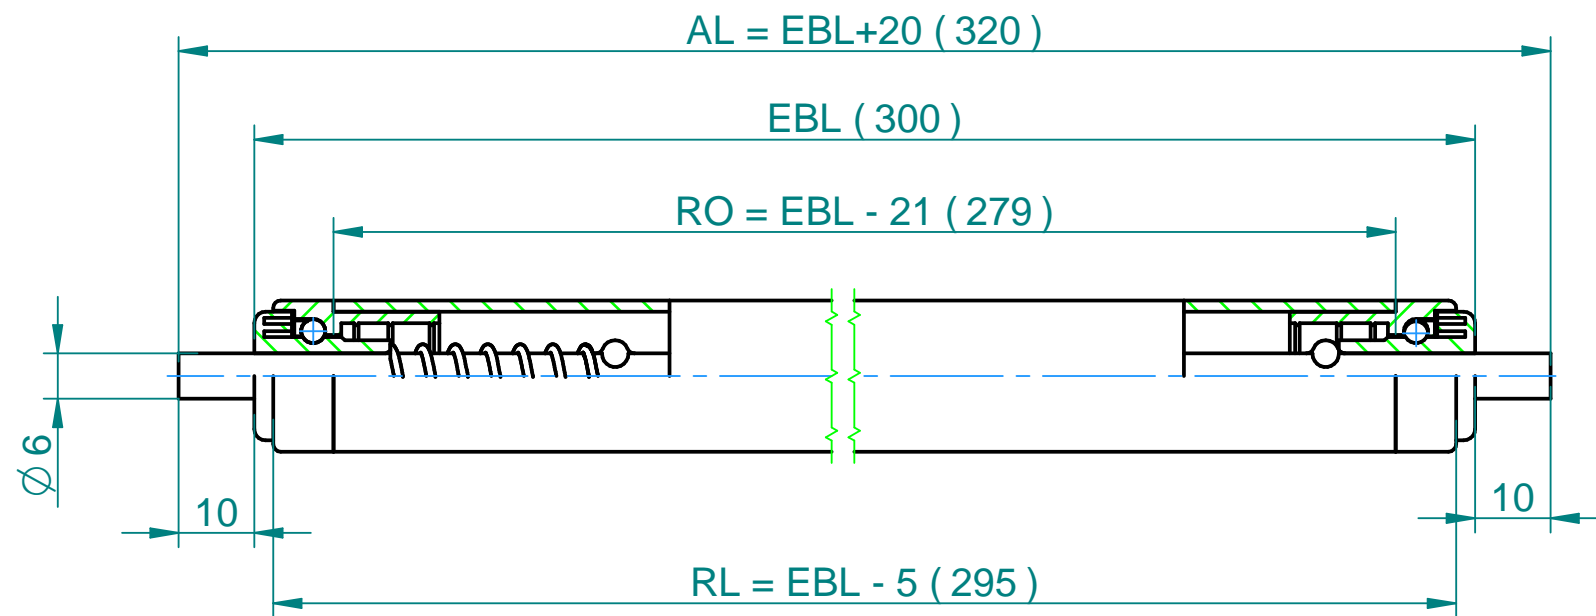 AL = EBL+20 ( 320 )
EBL ( 300 )
RO = EBL - 21 ( 279 )
∅ 6
10
10
RL = EBL - 5 ( 295 )